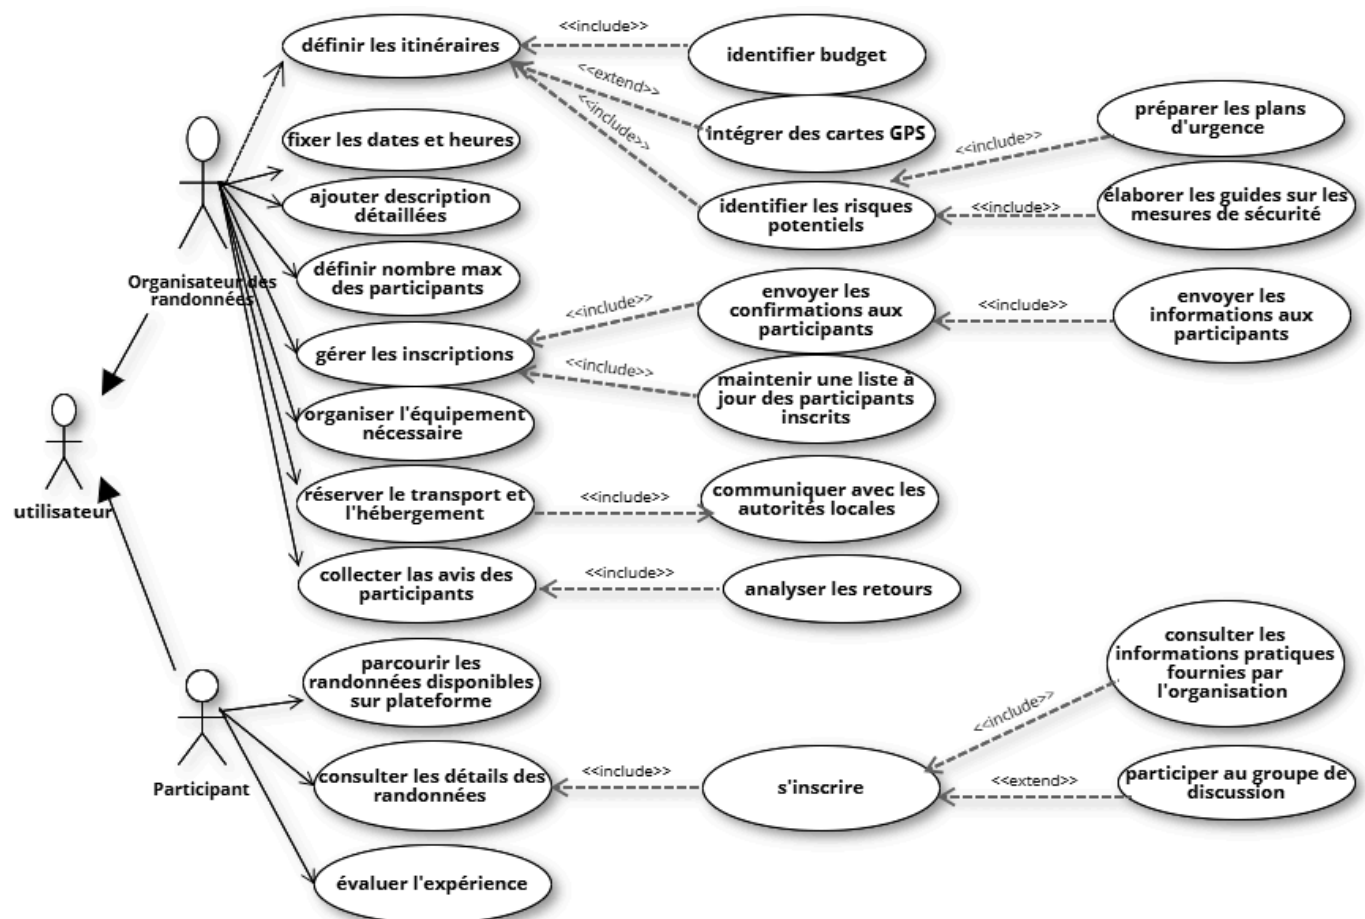 définir les itinéraires
<<include>>
identifier budget
<<extend>>
intégrer des cartes GPS
<<include>>
identifier les risques
potentiels
<<include>>
préparer les plans
d'urgence
<<include>>
élaborer les guides sur les
mesures de sécurité
fixer les dates et heures
ajouter description
détaillées
Organisateur des
randonnées
définir nombre max
des participants
gérer les inscriptions
<<include>>
envoyer les
confirmations aux
participants
<<include>>
envoyer les
informations aux
participants
<<include>>
maintenir une liste à
jour des participants
inscrits
organiser l'équipement
nécessaire
utilisateur
réserver le transport et
l'hébergement
<<include>>
communiquer avec les
autorités locales
collecter las avis des
participants
<<include>>
analyser les retours
parcourir les
randonnées disponibles
sur plateforme
Participant
consulter les détails des
randonnées
<<include>>
s'inscrire
<<include>>
consulter les
informations pratiques
fournies par
l'organisation
<<extend>>
participer au groupe de
discussion
évaluer l'expérience